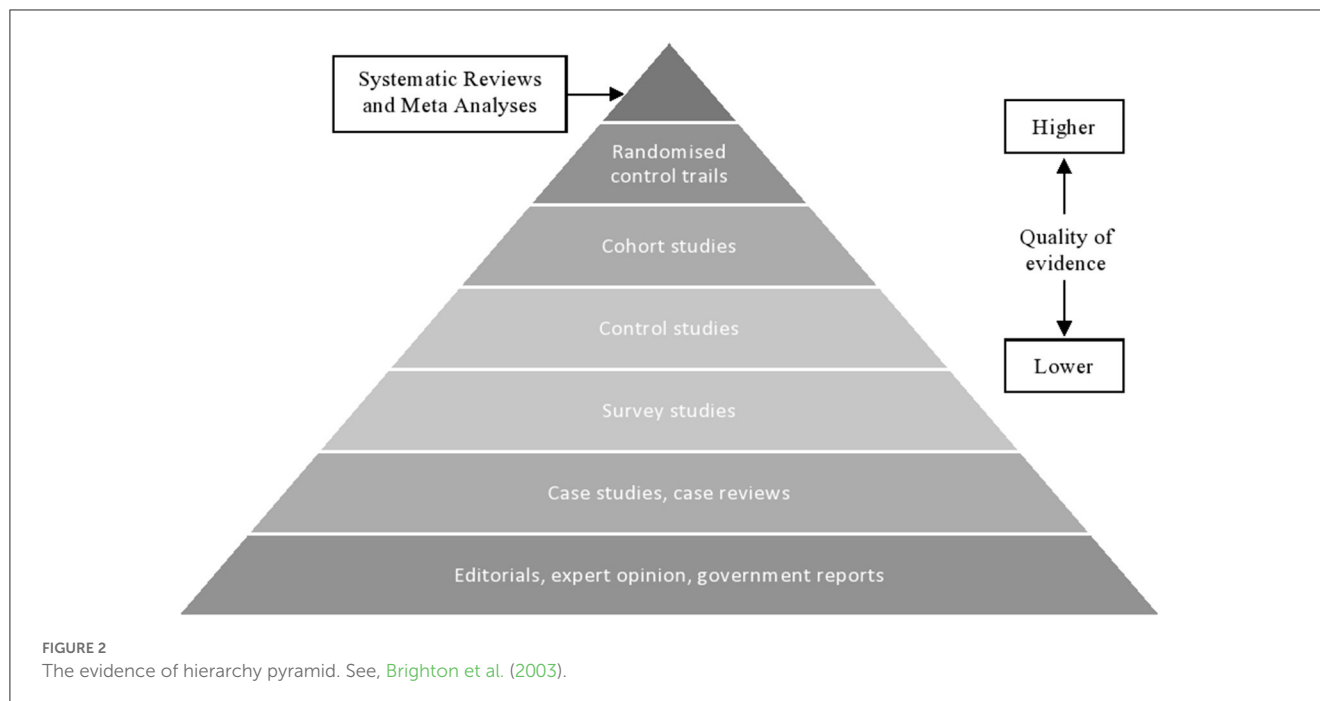 Systematic Reviews
and Meta Analyses
Randomised
control trails
Cohort studies
Control studies
Survey studies
Case studies, case reviews
Editorials, expert opinion, government reports
Higher
Quality of
evidence
Lower
FIGURE 2
The evidence of hierarchy pyramid. See, Brighton et al. (2003).